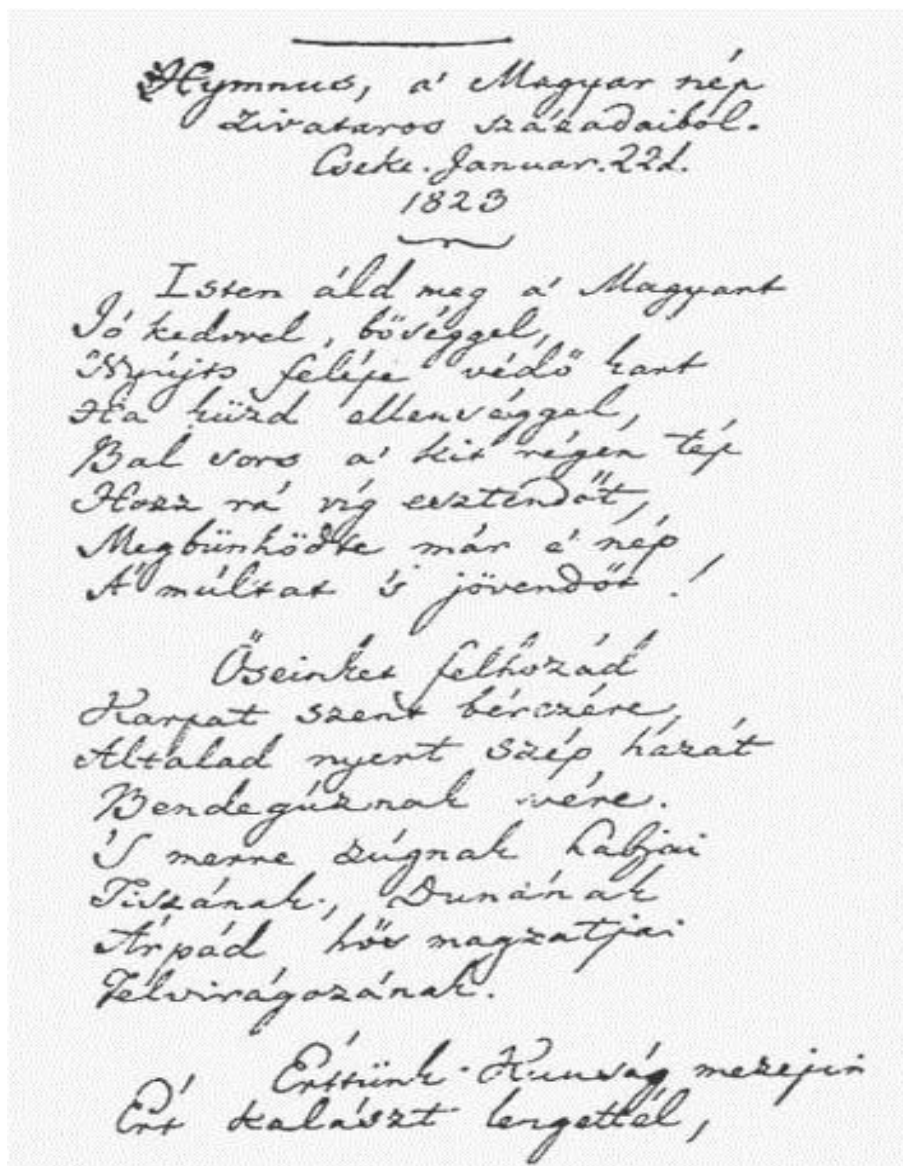 Hymnus, a' Magyar nép
zivataros századaiból.
Cseke. Januar. 22d.
1823
Isten áld meg a' Magyart
Jó kedvvel, bőséggel,
Nyújts feléje védő kart
Ha küzd ellenséggel,
Bal sors a' kit régen tép
Hozz rá víg esztendőt,
Megbünhödte már e' nép
A' múltat 's jövendőt!
Őseinket felhozád
Karpat szent bérczére,
Általad nyert szép hazát
Bendegúznak vére.
'S merre zúgnak habjai
Tiszának, Dunának
Árpád hős magzatjai
Felvirágozának.
Értünk Kunság mezejin
Ért kalászt lengettél,